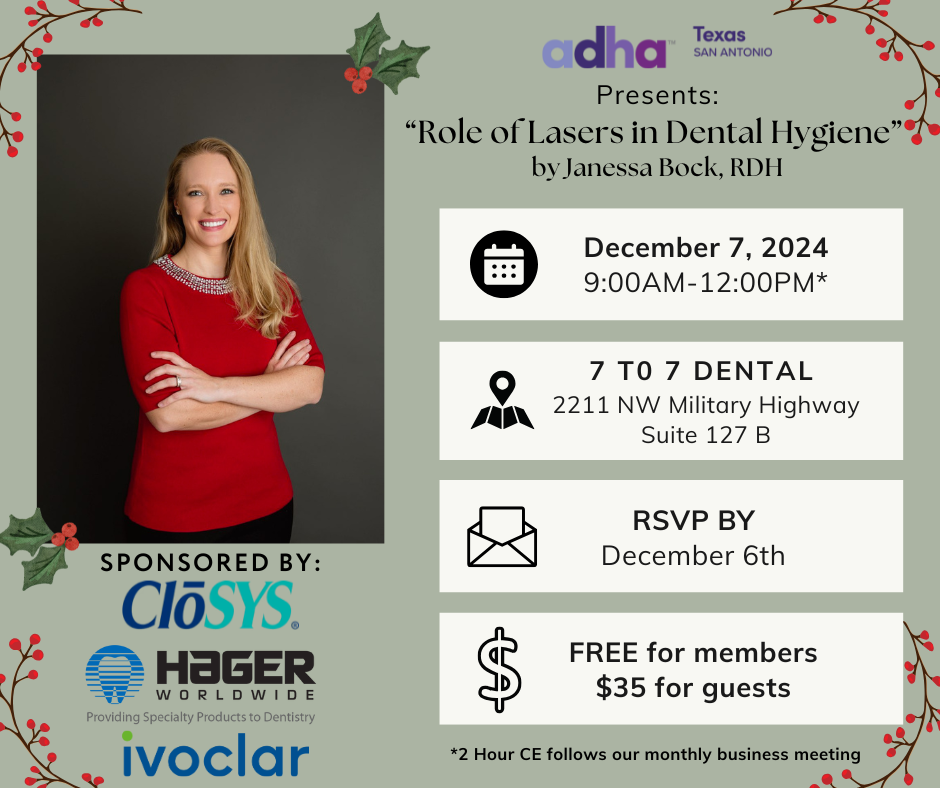 adha™ Texas
SAN ANTONIO
Presents:
“Role of Lasers in Dental Hygiene”
by Janessa Bock, RDH
December 7, 2024
9:00AM-12:00PM*
7 TO 7 DENTAL
2211 NW Military Highway
Suite 127 B
RSVP BY
December 6th
FREE for members
$35 for guests
*2 Hour CE follows our monthly business meeting
SPONSORED BY:
ClōSYS®
HAGER
WORLDWIDE
Providing Specialty Products to Dentistry
ivoclar